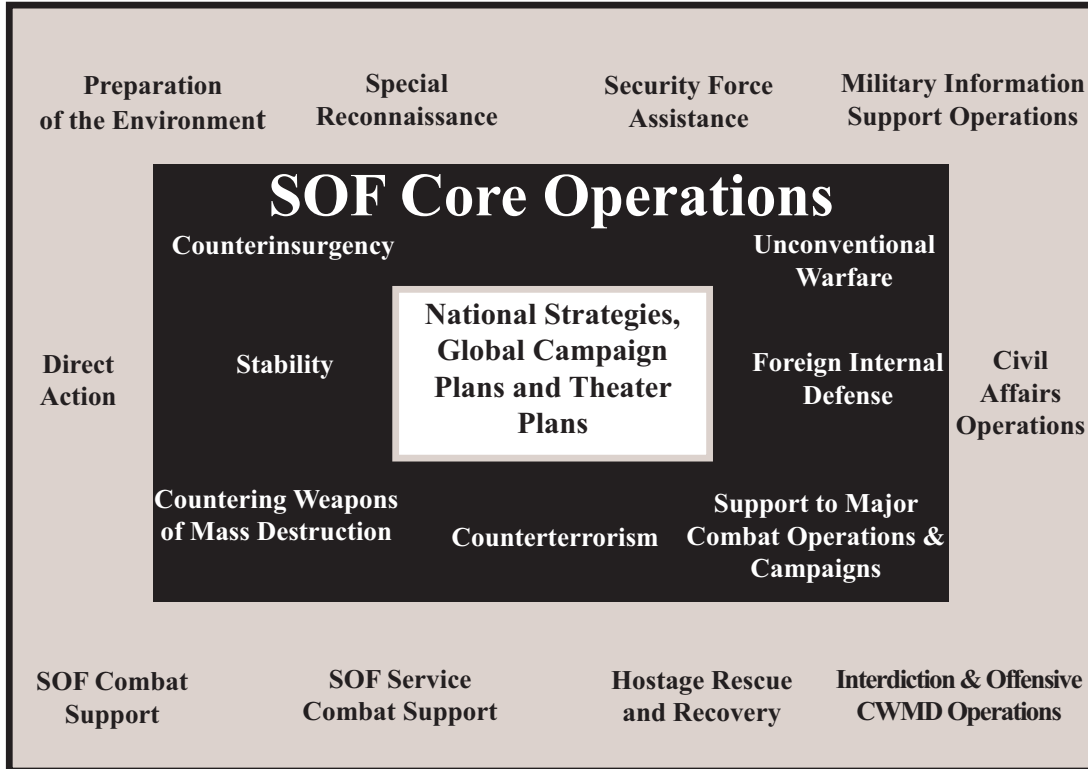 Preparation
of the Environment
Special
Reconnaissance
Security Force
Assistance
Military Information
Support Operations
SOF Core Operations
Counterinsurgency
Unconventional
Warfare
Direct
Action
Stability
National Strategies,
Global Campaign
Plans and Theater
Plans
Foreign Internal
Defense
Civil
Affairs
Operations
Countering Weapons
of Mass Destruction
Counterterrorism
Support to Major
Combat Operations &
Campaigns
SOF Combat
Support
SOF Service
Combat Support
Hostage Rescue
and Recovery
Interdiction & Offensive
CWMD Operations